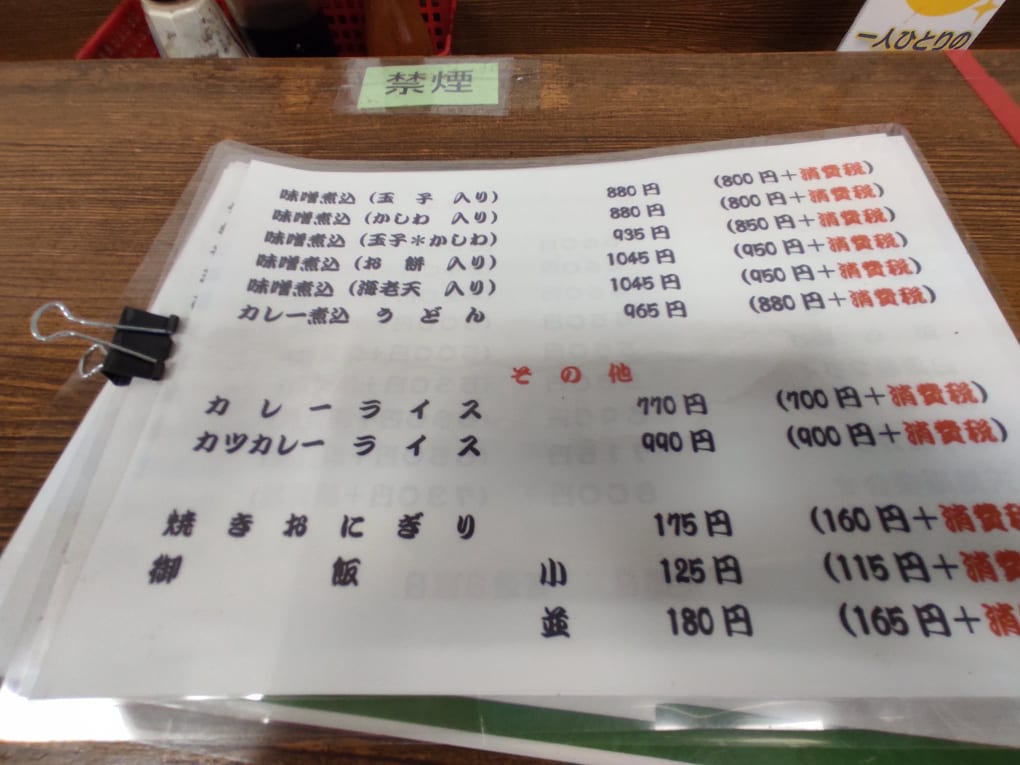 一人ひとりの
禁煙
味噌煮込 (玉子 入り) 880円 (800円+消費税)
味噌煮込 (かしわ 入り) 880円 (800円+消費税)
味噌煮込 (玉子*かしわ) 935円 (850円+消費税)
味噌煮込 (お餅 入り) 1045円 (950円+消費税)
味噌煮込 (海老天 入り) 1045円 (950円+消費税)
カレー煮込うどん 965円 (880円+消費税)
その他
カレーライス 770円 (700円+消費税)
カツカレーライス 990円 (900円+消費税)
焼きおにぎり 175円 (160円+消費税
御飯 小 125円 (115円+消費
並 180円 (165円+消